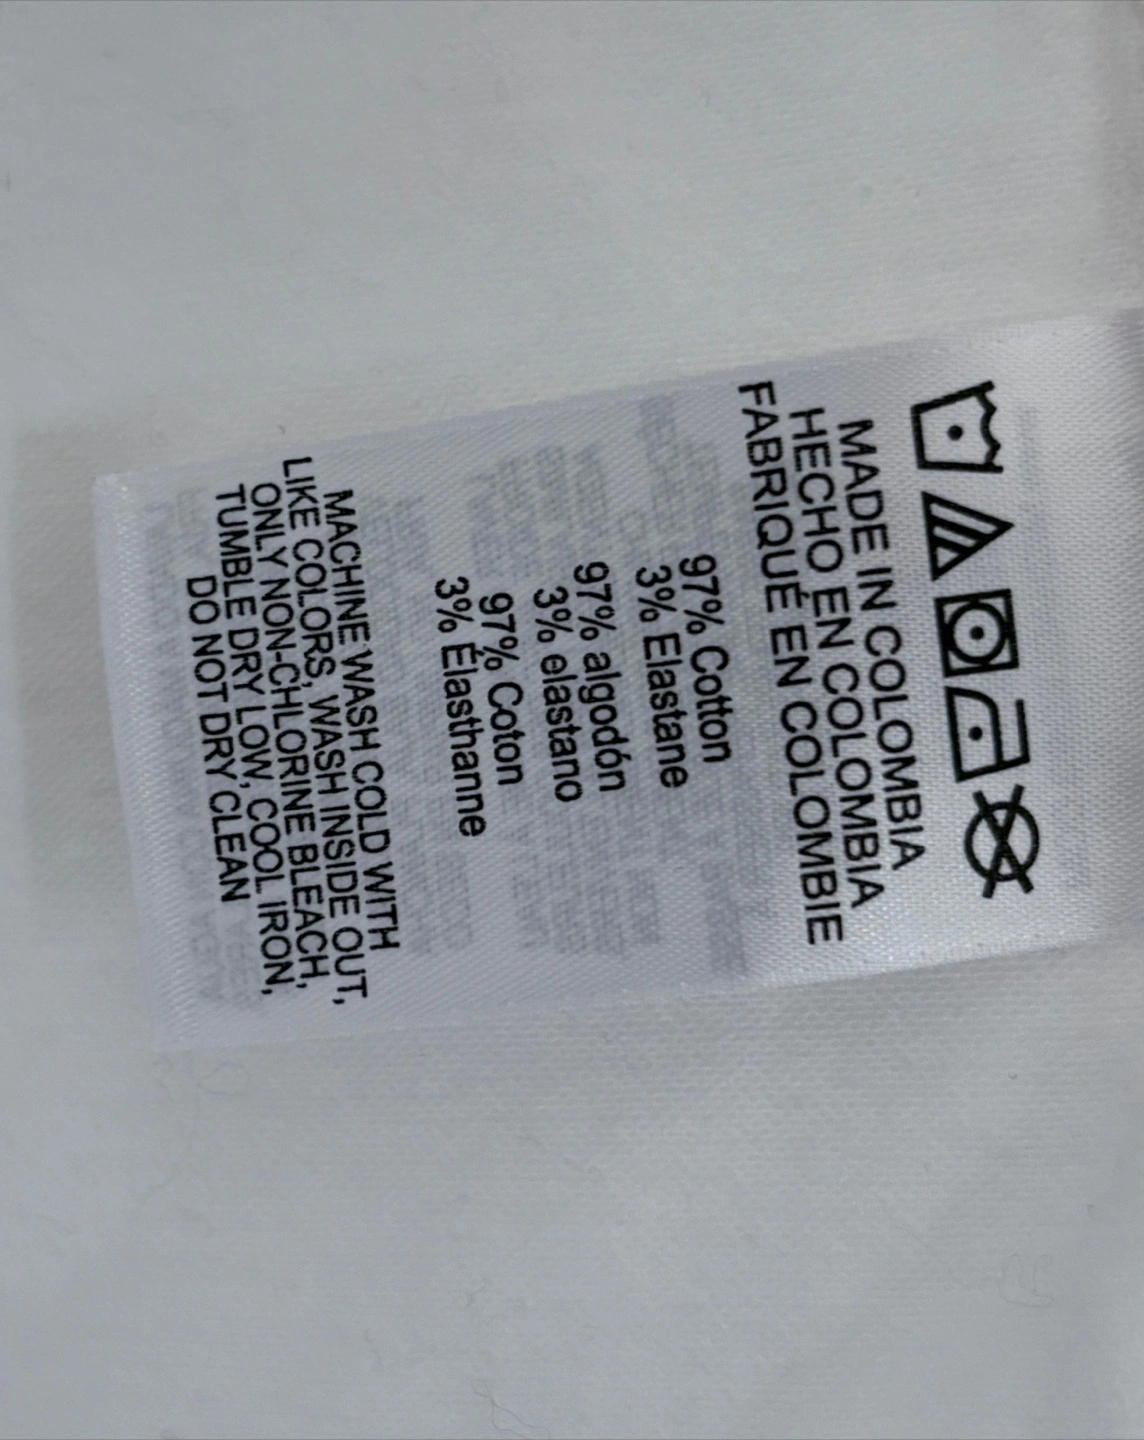 MADE IN COLOMBIA
HECHO EN COLOMBIA
FABRIQUÉ EN COLOMBIE
97% Cotton
3% Elastane
97% algodón
3% elastano
97% Coton
3% Élasthanne
MACHINE WASH COLD WITH
LIKE COLORS, WASH INSIDE OUT,
ONLY NON-CHLORINE BLEACH,
TUMBLE DRY LOW, COOL IRON,
DO NOT DRY CLEAN